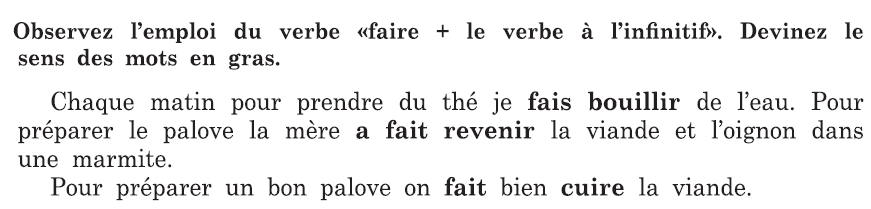 Observez l'emploi du verbe «faire + le verbe à l'infinitif». Devinez le
sens des mots en gras.
Chaque matin pour prendre du thé je fais bouillir de l'eau. Pour
préparer le palove la mère a fait revenir la viande et l'oignon dans
une marmite.
Pour préparer un bon palove on fait bien cuire la viande.